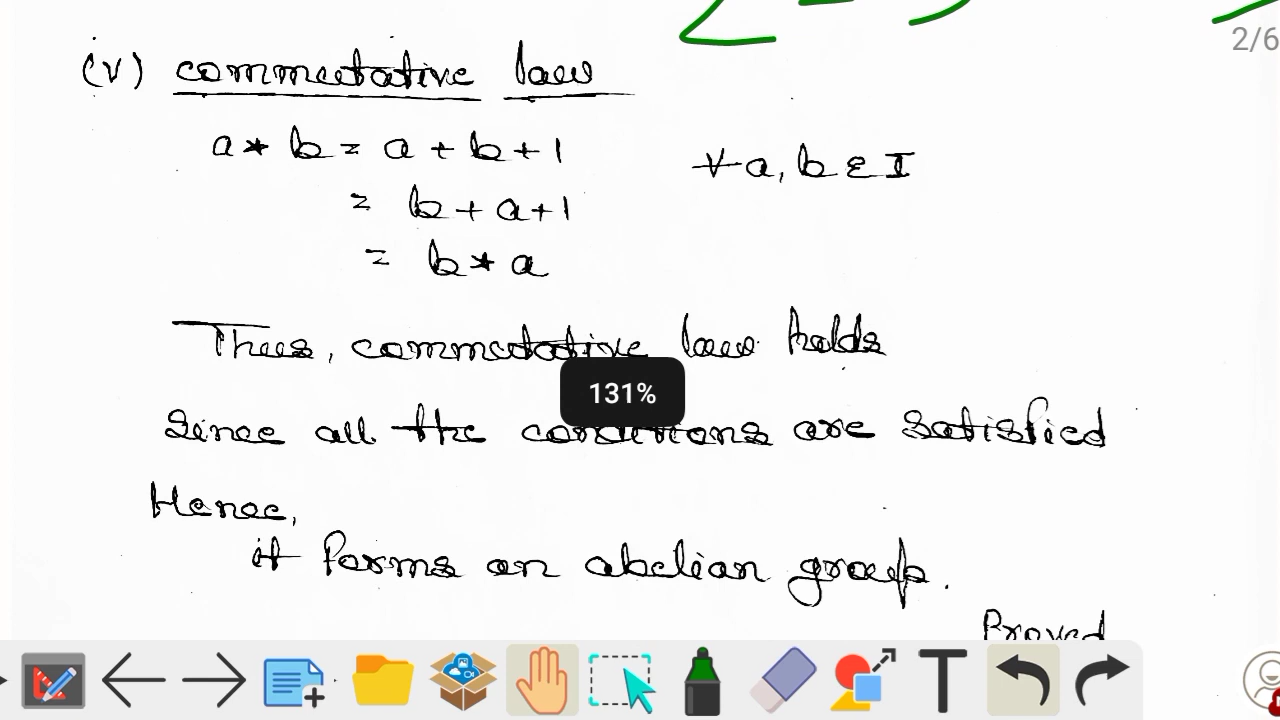 2/6
(v) commutative law
a * b = a + b + 1 ∀ a, b ε I
= b + a + 1
= b * a
Thus, commutative law holds
131%
Since all the conditions are satisfied
Hence,
it forms an abelian group.
Proved
T